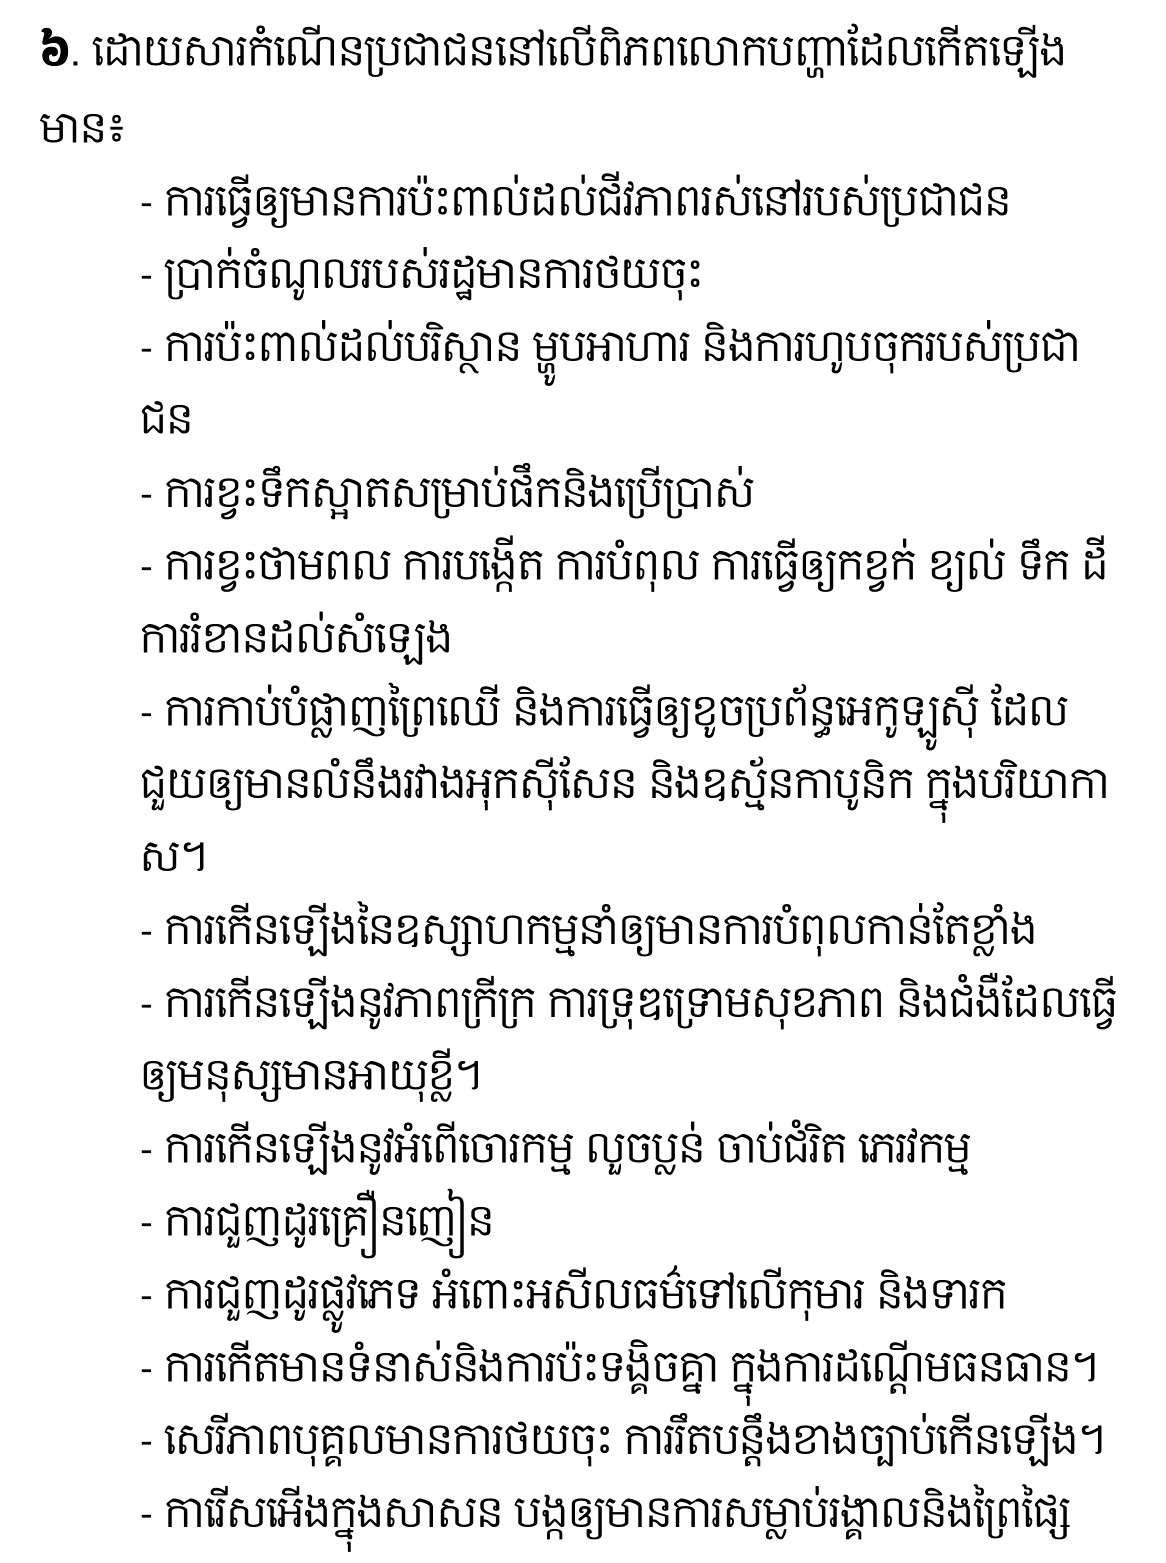 ៦. ដោយសារកំណើនប្រជាជននៅលើពិភពលោកបញ្ហាដែលកើតឡើង
មាន៖
- ការធ្វើឲ្យមានការប៉ះពាល់ដល់ជីវភាពរស់នៅរបស់ប្រជាជន
- ប្រាក់ចំណូលរបស់រដ្ឋមានការថយចុះ
- ការប៉ះពាល់ដល់បរិស្ថាន ម្ហូបអាហារ និងការហូបចុករបស់ប្រជា
ជន
- ការខ្វះទឹកស្អាតសម្រាប់ផឹកនិងប្រើប្រាស់
- ការខ្វះថាមពល ការបង្កើត ការបំពុល ការធ្វើឲ្យកខ្វក់ ខ្យល់ ទឹក ដី
ការរំខានដល់សំឡេង
- ការកាប់បំផ្លាញព្រៃឈើ និងការធ្វើឲ្យខូចប្រព័ន្ធអេកូឡូស៊ី ដែល
ជួយឲ្យមានលំនឹងរវាងអុកស៊ីសែន និងឧស្ម័នកាបូនិក ក្នុងបរិយាកា
ស។
- ការកើនឡើងនៃឧស្សាហកម្មនាំឲ្យមានការបំពុលកាន់តែខ្លាំង
- ការកើនឡើងនូវភាពក្រីក្រ ការទ្រុឌទ្រោមសុខភាព និងជំងឺដែលធ្វើ
ឲ្យមនុស្សមានអាយុខ្លី។
- ការកើនឡើងនូវអំពើចោរកម្ម លួចប្លន់ ចាប់ជំរិត ភេរវកម្ម
- ការជួញដូរគ្រឿនញៀន
- ការជួញដូរផ្លូវភេទ អំពោះអសីលធម៌ទៅលើកុមារ និងទារក
- ការកើតមានទំនាស់និងការប៉ះទង្គិចគ្នា ក្នុងការដណ្តើមធនធាន។
- សេរីភាពបុគ្គលមានការថយចុះ ការរឹតបន្តឹងខាងច្បាប់កើនឡើង។
- ការើសអើងក្នុងសាសន បង្កឲ្យមានការសម្លាប់រង្គាលនិងព្រៃផ្សៃ